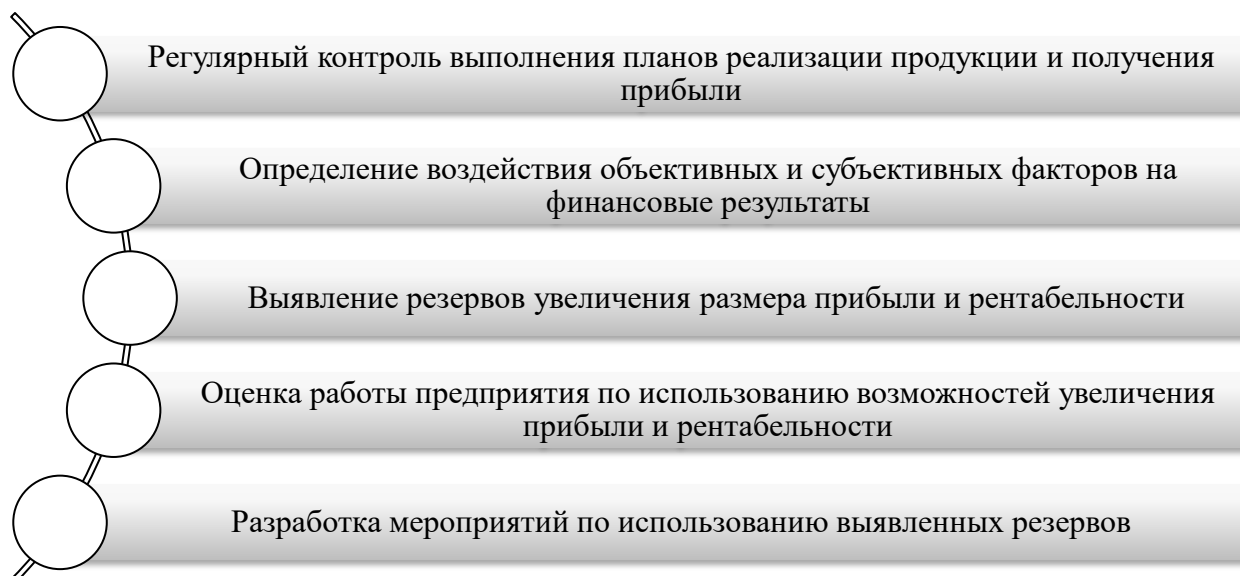 Регулярный контроль выполнения планов реализации продукции и получения
прибыли
Определение воздействия объективных и субъективных факторов на
финансовые результаты
Выявление резервов увеличения размера прибыли и рентабельности
Оценка работы предприятия по использованию возможностей увеличения
прибыли и рентабельности
Разработка мероприятий по использованию выявленных резервов